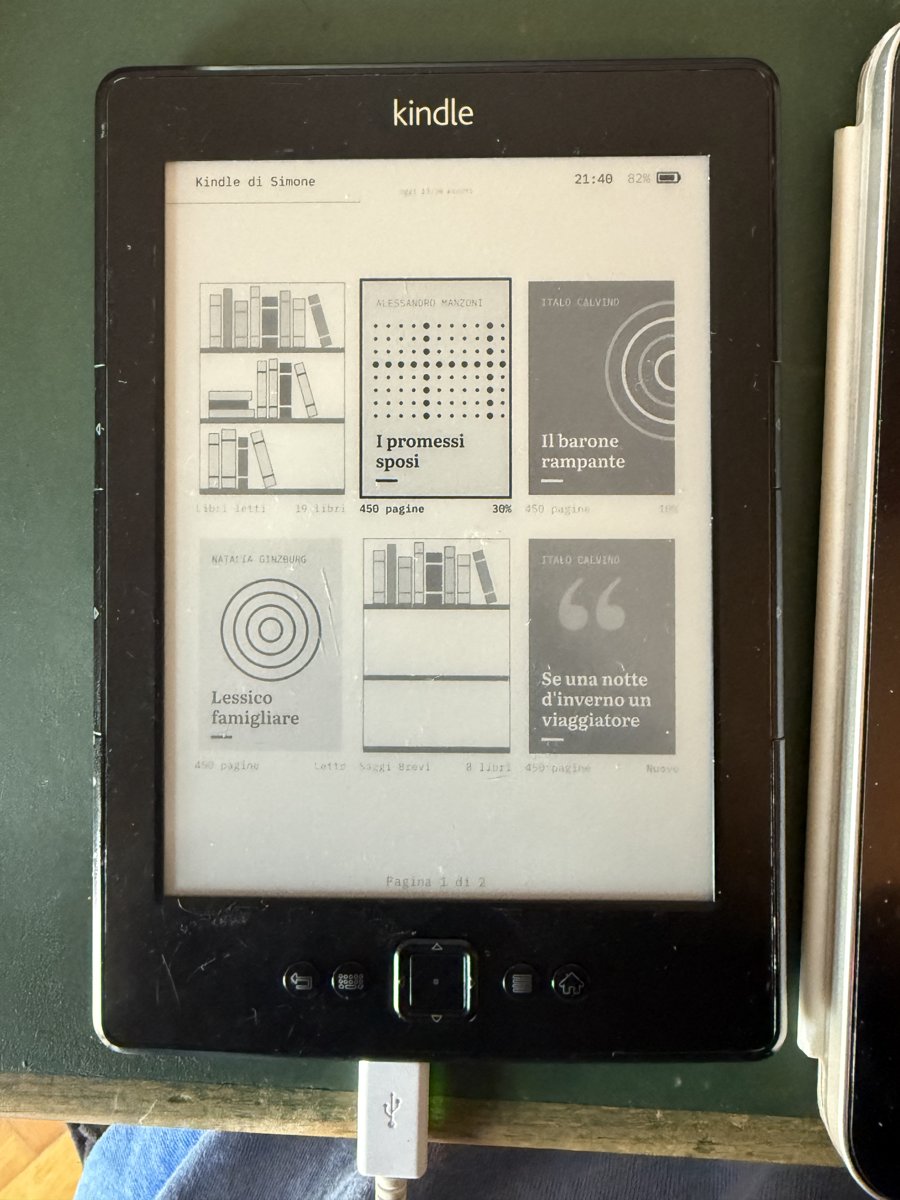 kindle
Kindle di Simone
21:40 82%
ALESSANDRO MANZONI
I promessi
sposi
ITALO CALVINO
Il barone
rampante
Libri letti 19 libri
450 pagine 30%
450 pagine 10%
NATALIA GINZBURG
Lessico
famigliare
ITALO CALVINO
“
Se una notte
d'inverno un
viaggiatore
450 pagine Letto
Saggi Brevi 8 libri
450 pagine Nuovo
Pagina 1 di 2